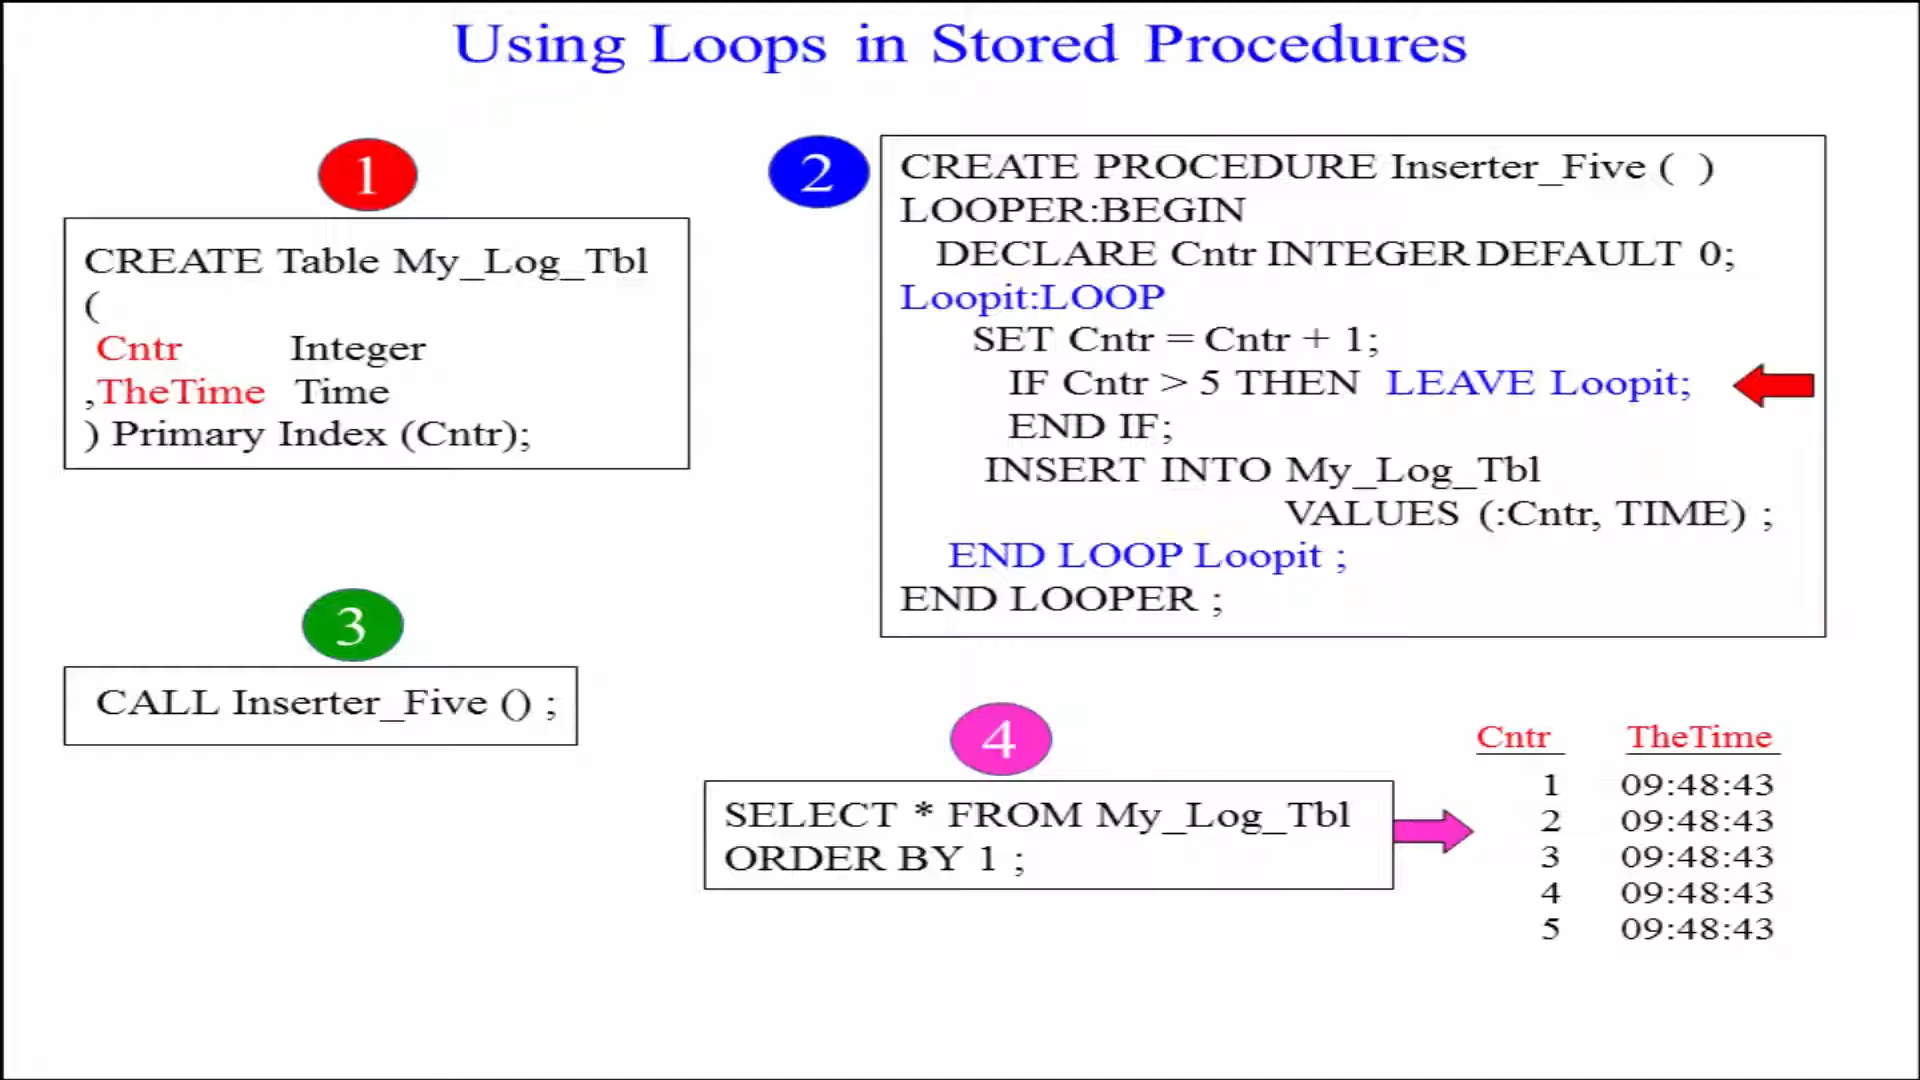 Using Loops in Stored Procedures
1
CREATE Table My_Log_Tbl
(
Cntr Integer
,TheTime Time
) Primary Index (Cntr);
2
CREATE PROCEDURE Inserter_Five ( )
LOOPER:BEGIN
DECLARE Cntr INTEGER DEFAULT 0;
Loopit:LOOP
SET Cntr = Cntr + 1;
IF Cntr > 5 THEN LEAVE Loopit;
END IF;
INSERT INTO My_Log_Tbl
VALUES (:Cntr, TIME) ;
END LOOP Loopit ;
END LOOPER ;
3
CALL Inserter_Five () ;
4
SELECT * FROM My_Log_Tbl
ORDER BY 1 ;
Cntr TheTime
1 09:48:43
2 09:48:43
3 09:48:43
4 09:48:43
5 09:48:43